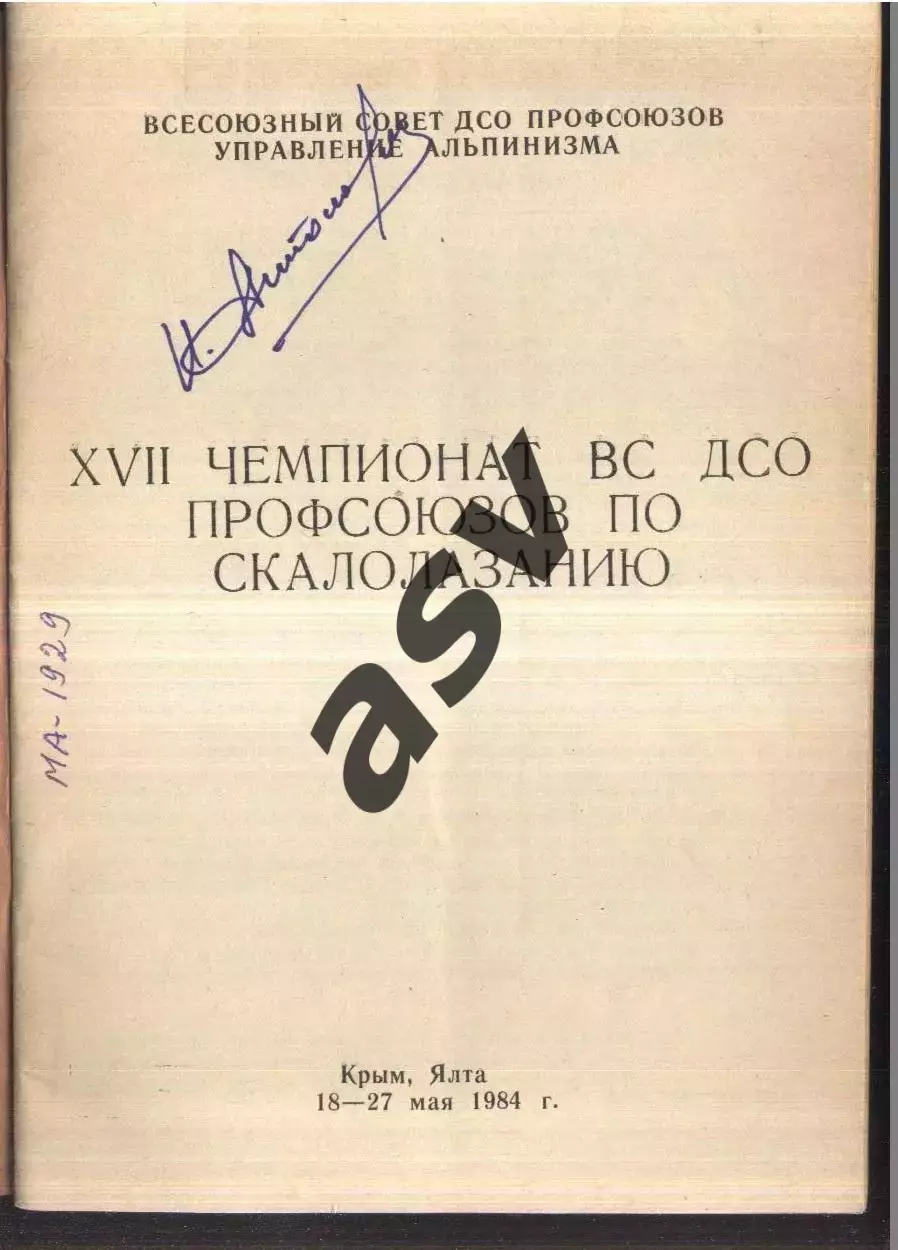 ВСЕСОЮЗНЫЙ СОВЕТ ДСО ПРОФСОЮЗОВ
УПРАВЛЕНИЕ АЛЬПИНИЗМА
XVII ЧЕМПИОНАТ ВС ДСО
ПРОФСОЮЗОВ ПО
СКАЛОЛАЗАНИЮ
asv
МА-1929
Крым, Ялта
18—27 мая 1984 г.